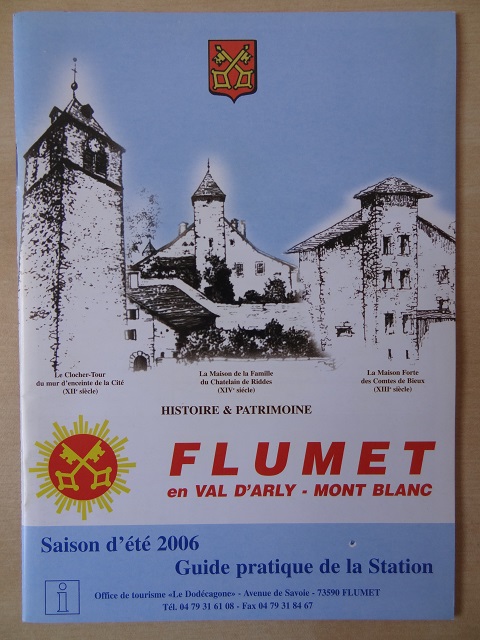 Le Clocher-Tour
du mur d'enceinte de la Cité
(XIIe siècle)
La Maison de la Famille
du Chatelain de Riddes
(XIVe siècle)
La Maison Forte
des Comtes de Bieux
(XIIIe siècle)
HISTOIRE & PATRIMOINE
FLUMET
en VAL D'ARLY - MONT BLANC
Saison d'été 2006
Guide pratique de la Station
i
Office de tourisme «Le Dodécagone» - Avenue de Savoie - 73590 FLUMET
Tél. 04 79 31 61 08 - Fax 04 79 31 84 67